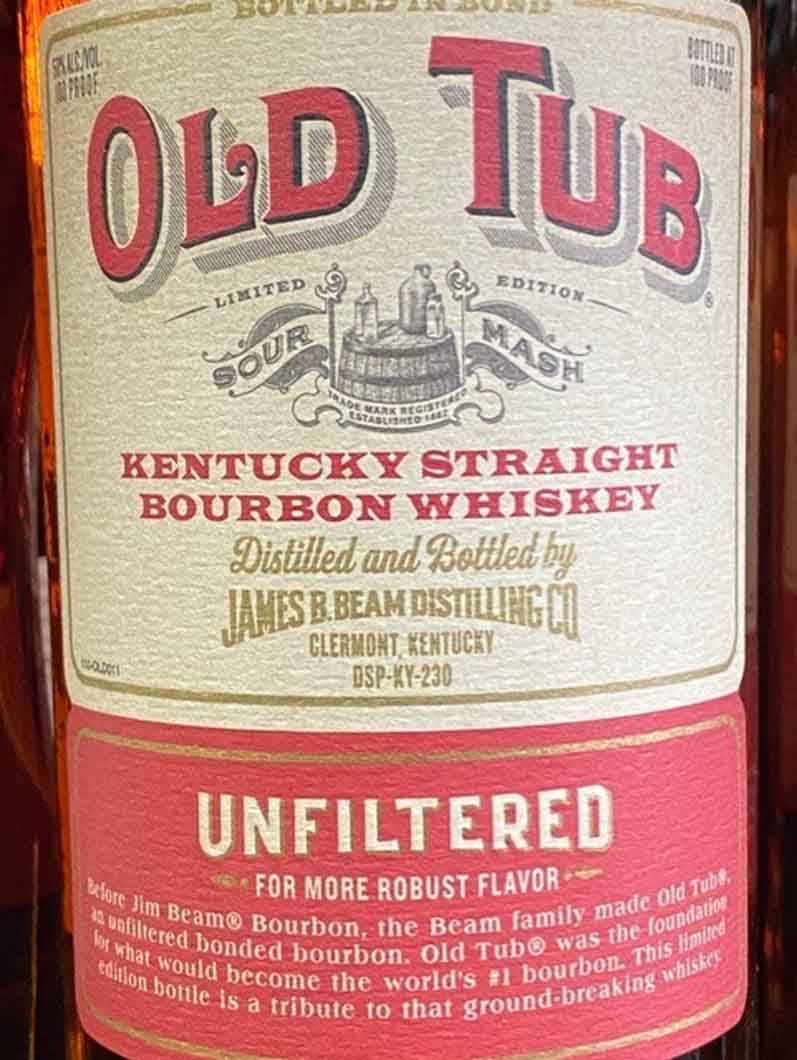 BOTTLED IN BOND
50% ALC./VOL.
100 PROOF
BOTTLED AT
100 PROOF
OLD TUB®
LIMITED EDITION
SOUR MASH
TRADE MARK REGISTERED
ESTABLISHED 1882
KENTUCKY STRAIGHT
BOURBON WHISKEY
Distilled and Bottled by
JAMES B. BEAM DISTILLING CO
CLERMONT, KENTUCKY
DSP-KY-230
UNFILTERED
FOR MORE ROBUST FLAVOR
Before Jim Beam® Bourbon, the Beam family made Old Tub®,
an unfiltered bonded bourbon. Old Tub® was the foundation
for what would become the world's #1 bourbon. This limited
edition bottle is a tribute to that ground-breaking whiskey.